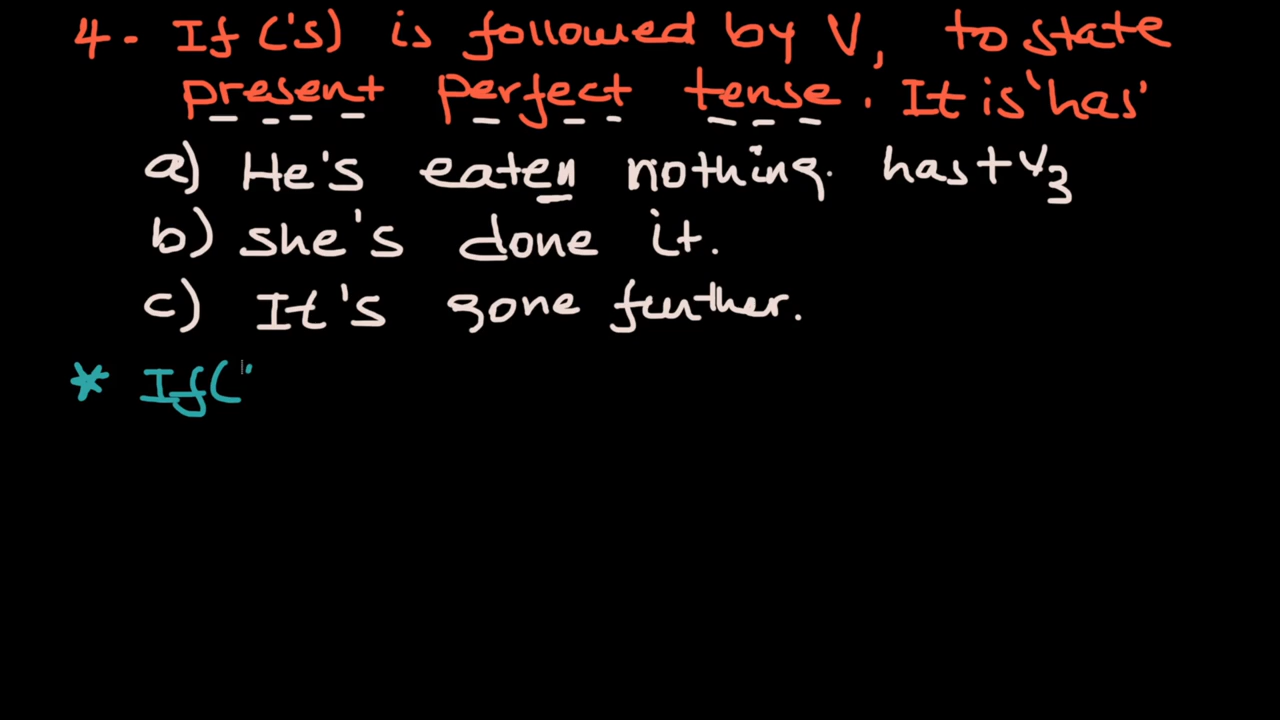 4- If ('s) is followed by V, to state
present perfect tense. It is 'has'
a) He's eaten nothing. has + V3
b) she's done it.
c) It's gone further.
* If ('